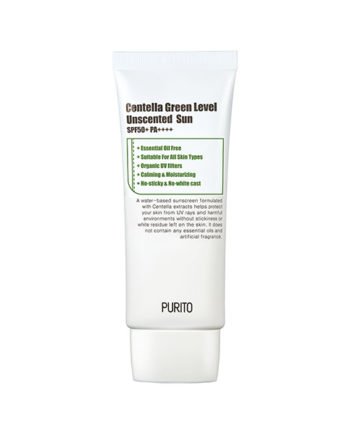 Centella Green Level
Unscented Sun
SPF50+ PA++++
+ Essential Oil Free
+ Suitable For All Skin Types
+ Organic UV filters
+ Calming & Moisturizing
+ No-sticky & No-white cast
A water-based sunscreen formulated
with Centella extracts helps protect
your skin from UV rays and harmful
environments without stickiness or
white residue left on the skin. It does
not contain any essential oils and
artificial fragrance.
PURITO